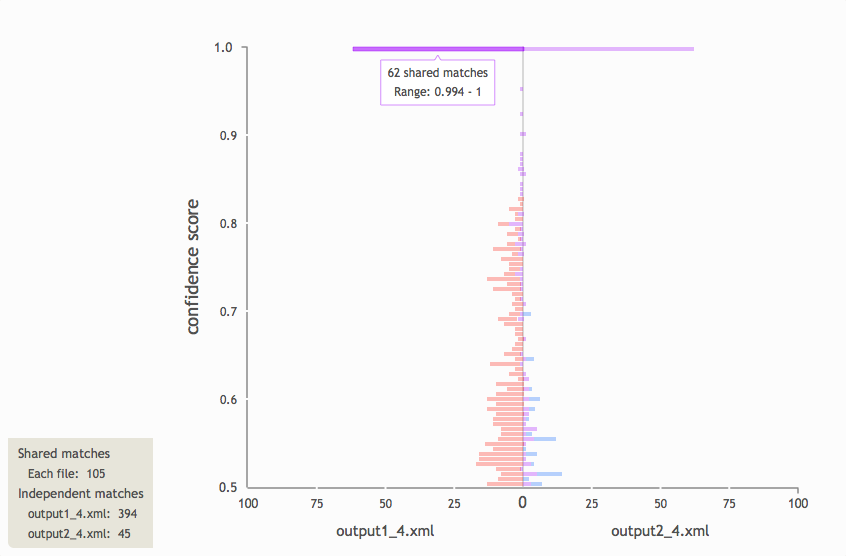 1.0
62 shared matches
Range: 0.994 - 1
0.9
0.8
confidence score
0.7
0.6
0.5
100 75 50 25 0 25 50 75 100
output1_4.xml output2_4.xml
Shared matches
Each file: 105
Independent matches
output1_4.xml: 394
output2_4.xml: 45